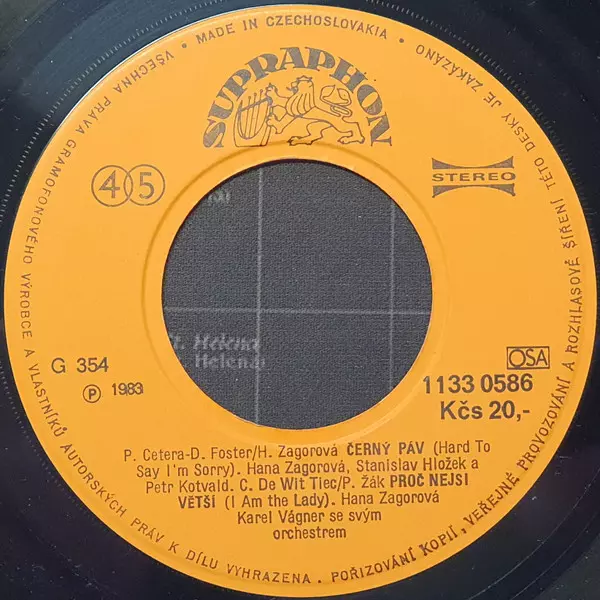 VŠECHNA PRÁVA GRAMOFONOVÉHO VÝROBCE A VLASTNÍKŮ AUTORSKÝCH PRÁV K DÍLU VYHRAZENA. POŘIZOVÁNÍ KOPIÍ, VEŘEJNÉ PROVOZOVÁNÍ A ROZHLASOVÉ ŠÍŘENÍ TÉTO DESKY JE ZAKÁZÁNO
• MADE IN CZECHOSLOVAKIA •
SUPRAPHON
45
STEREO
t. Helena
Helena)
G 354
Ⓟ 1983
OSA
1133 0586
Kčs 20,-
P. Cetera-D. Foster/H. Zagorová ČERNÝ PÁV (Hard To
Say I'm Sorry). Hana Zagorová, Stanislav Hložek a
Petr Kotvald. C. De Wit Tiec/P. Žák PROČ NEJSI
VĚTŠÍ (I Am the Lady). Hana Zagorová
Karel Vágner se svým
orchestrem